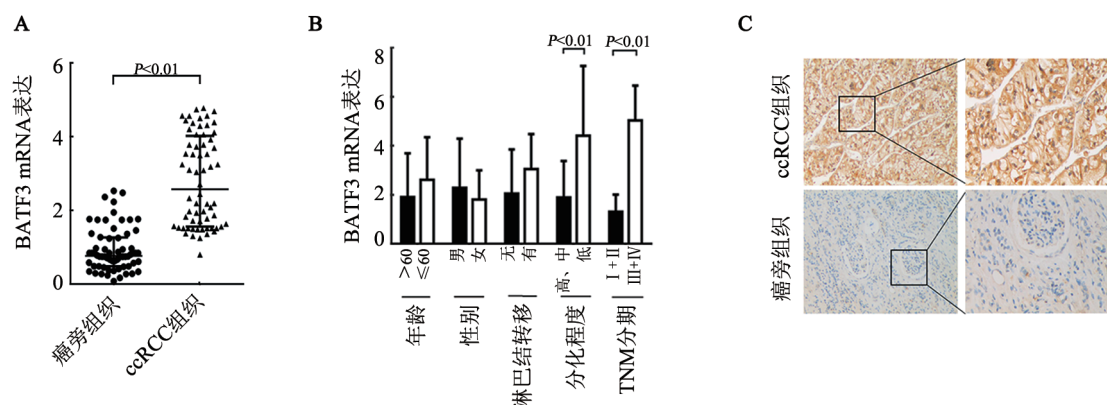 A
BATF3 mRNA表达
6
4
2
0
P<0.01
癌旁组织
ccRCC组织
B
BATF3 mRNA表达
8
6
4
2
0
P<0.01
P<0.01
>60
≤60
男
女
无
有
高、中
低
I+II
III+IV
年龄
性别
淋巴结转移
分化程度
TNM分期
C
ccRCC组织
癌旁组织